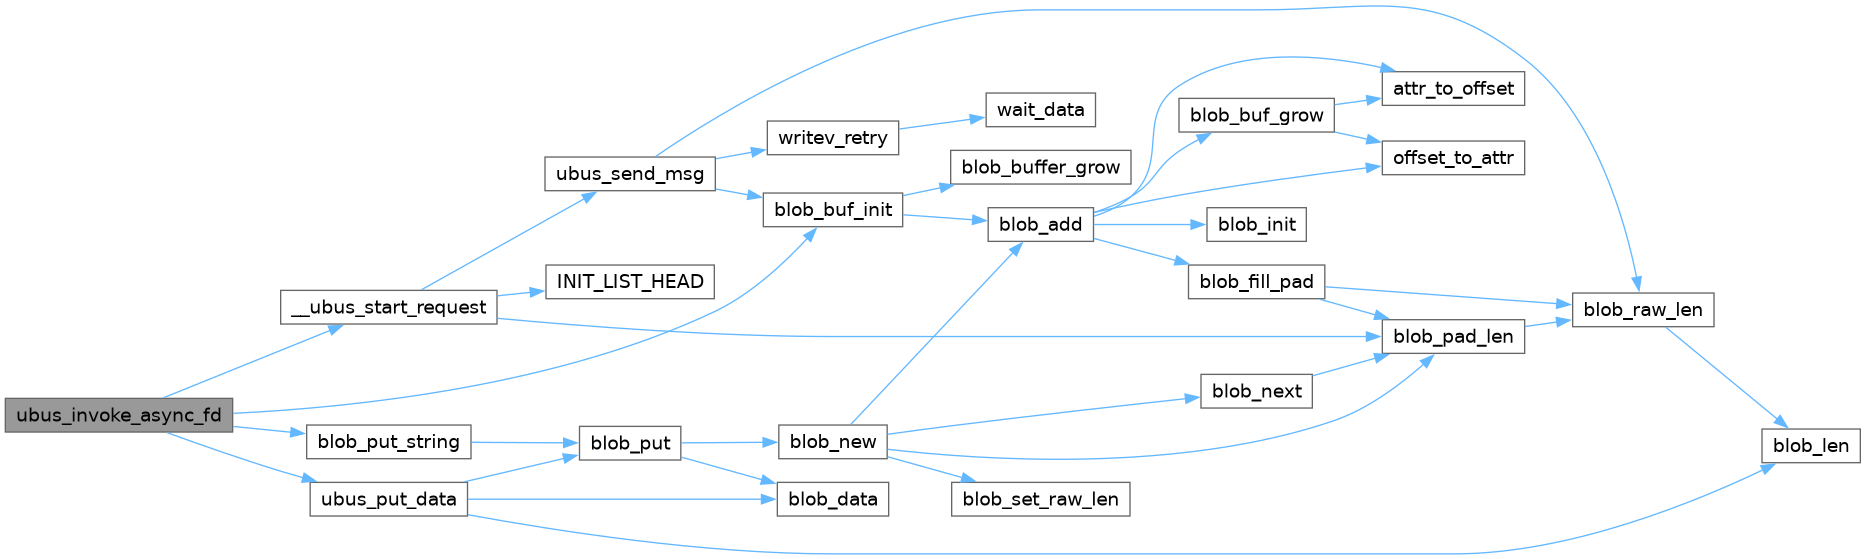 ubus_invoke_async_fd
__ubus_start_request
blob_put_string
ubus_put_data
ubus_send_msg
INIT_LIST_HEAD
blob_put
writev_retry
blob_buf_init
blob_new
blob_data
wait_data
blob_buffer_grow
blob_add
blob_set_raw_len
blob_buf_grow
blob_init
blob_fill_pad
blob_next
attr_to_offset
offset_to_attr
blob_pad_len
blob_raw_len
blob_len